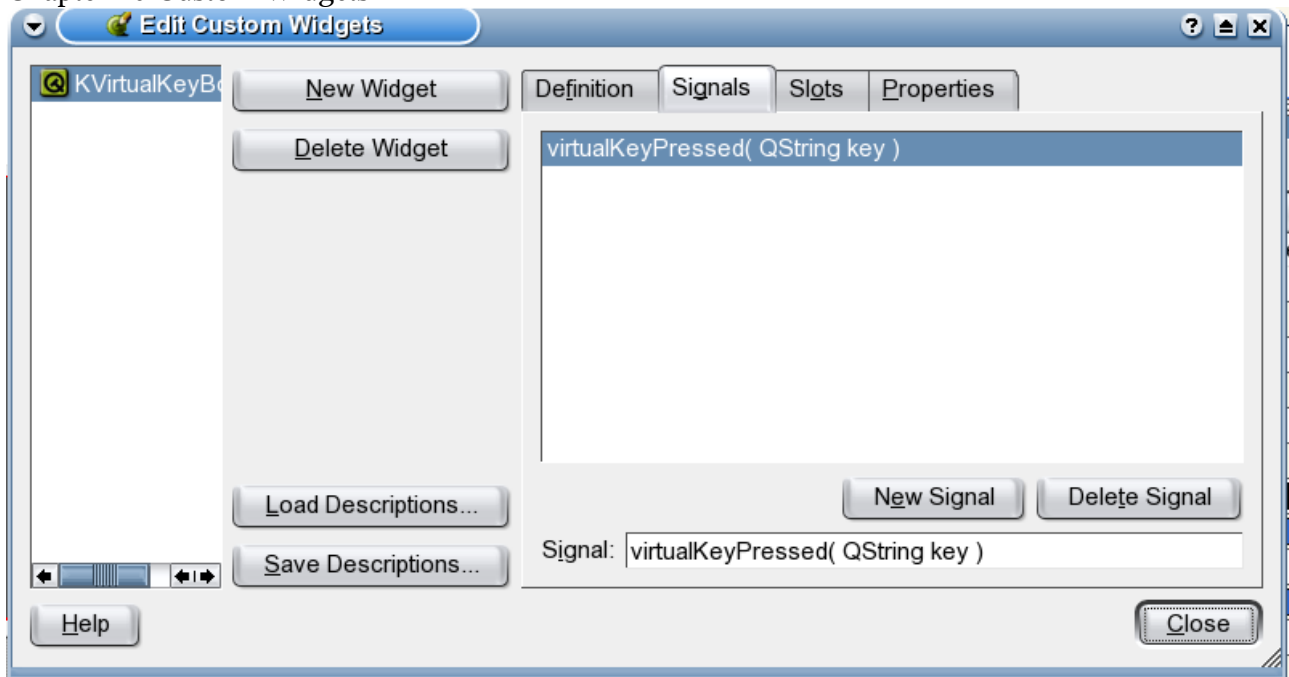 Edit Custom Widgets
KVirtualKeyBo
New Widget
Delete Widget
Load Descriptions...
Save Descriptions...
Definition Signals Slots Properties
virtualKeyPressed( QString key )
New Signal Delete Signal
Signal: virtualKeyPressed( QString key )
Help
Close